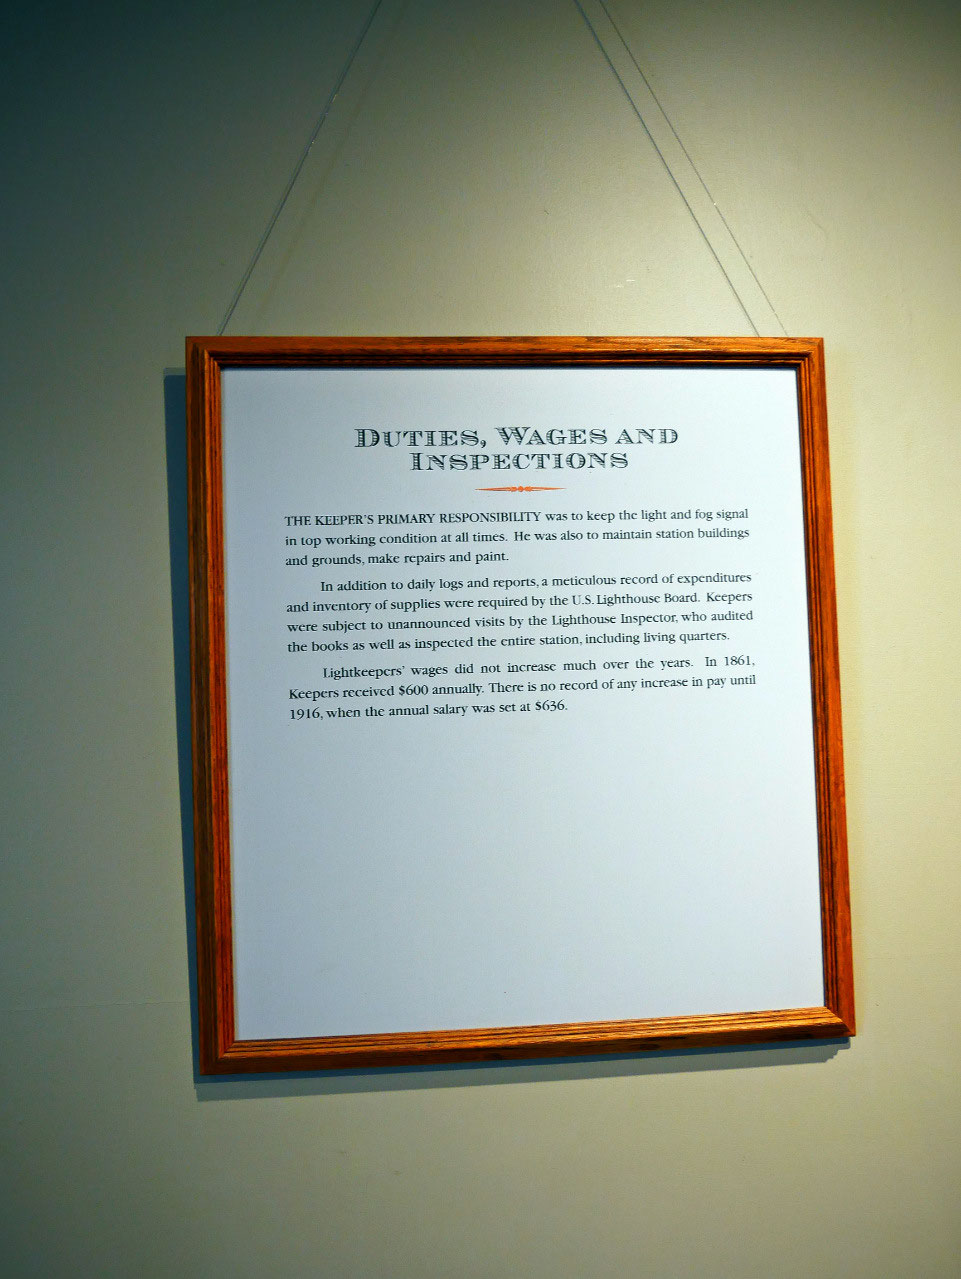 DUTIES, WAGES AND
INSPECTIONS
THE KEEPER'S PRIMARY RESPONSIBILITY was to keep the light and fog signal
in top working condition at all times. He was also to maintain station buildings
and grounds, make repairs and paint.
In addition to daily logs and reports, a meticulous record of expenditures
and inventory of supplies were required by the U.S. Lighthouse Board. Keepers
were subject to unannounced visits by the Lighthouse Inspector, who audited
the books as well as inspected the entire station, including living quarters.
Lightkeepers' wages did not increase much over the years. In 1861,
Keepers received $600 annually. There is no record of any increase in pay until
1916, when the annual salary was set at $636.